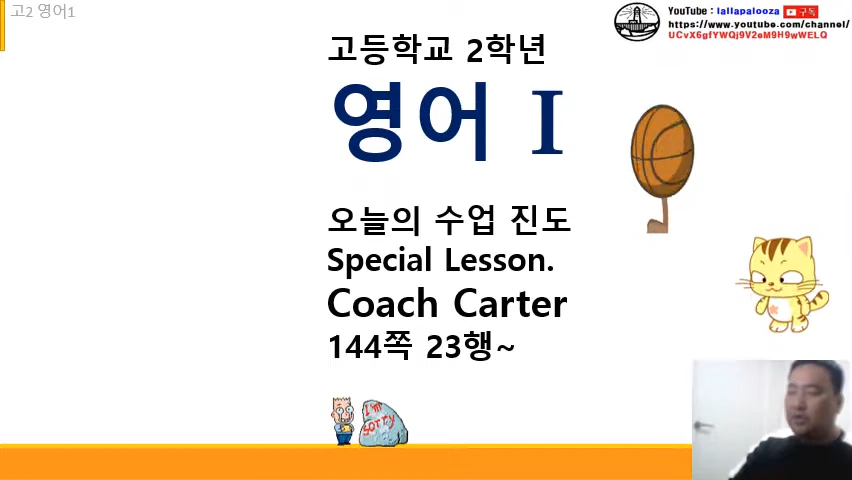 고2 영어1
YouTube : lallapalooza 구독
https://www.youtube.com/channel/
UCvX6gfYWQj9V2eM9H9wWELQ
고등학교 2학년
영어 I
오늘의 수업 진도
Special Lesson.
Coach Carter
144쪽 23행~
I'm
sorry